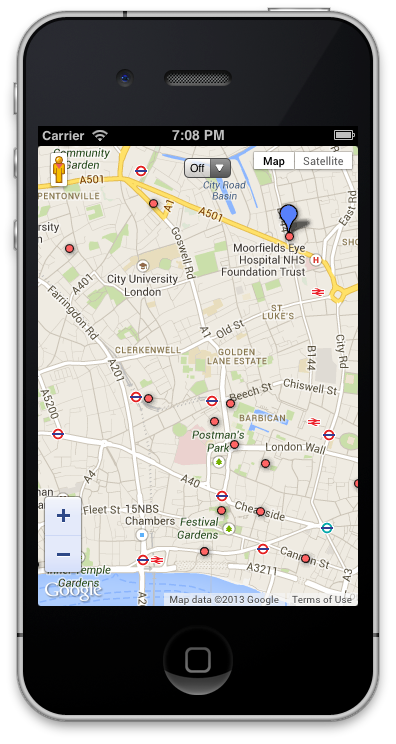 Carrier
7:08 PM
Community
Garden
A501
PENTONVILLE
Off
Map
Satellite
City Road
Basin
A1
A501
B144
East Rd
Goswell Rd
Moorfields Eye
Hospital NHS
Foundation Trust
H
City University
London
A401
Farringdon Rd
ST
LUKE'S
A1
Old St
City Rd
CLERKENWELL
GOLDEN
LANE ESTATE
B144
A201
A5200
Beech St
Chiswell St
BARBICAN
Postman's
Park
London Wall
A4
A40
Fleet St
15NBS
Chambers
Cheapside
Festival
Gardens
Cannon St
+
−
Inner Temple
Gardens
A3211
A3
A2
Google
Map data ©2013 Google
Terms of Use